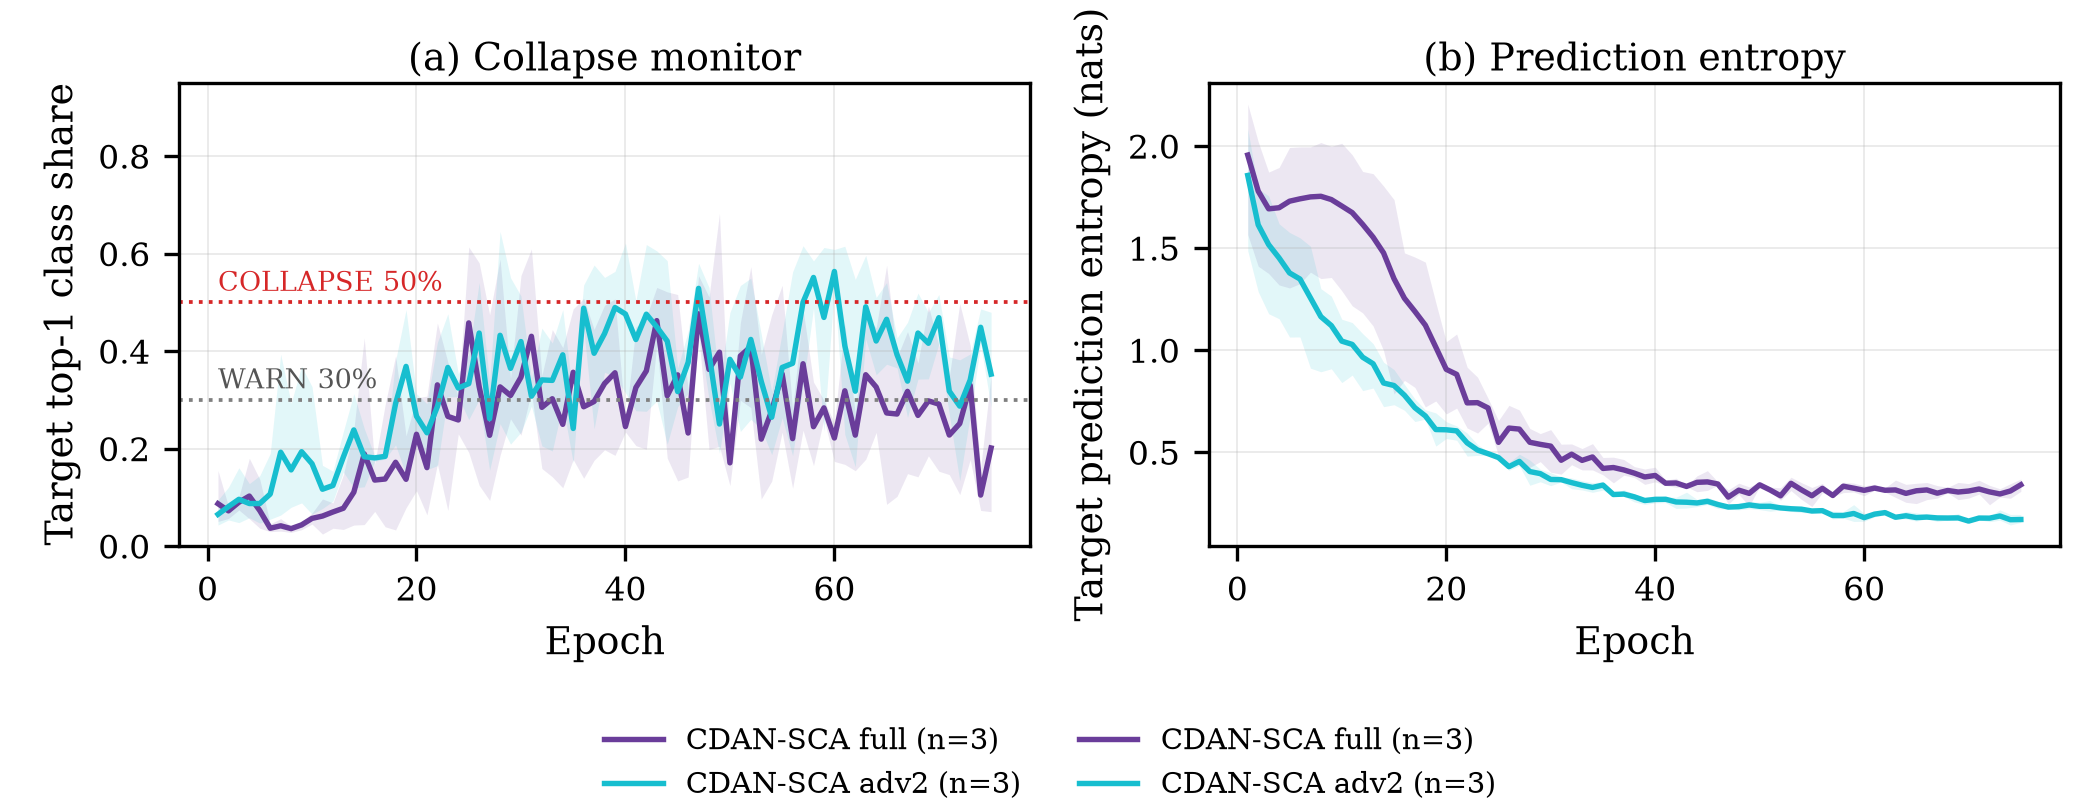 (a) Collapse monitor
Target top-1 class share
0.8
0.6
0.4
0.2
0.0
COLLAPSE 50%
WARN 30%
0 20 40 60
Epoch
(b) Prediction entropy
Target prediction entropy (nats)
2.0
1.5
1.0
0.5
0 20 40 60
Epoch
CDAN-SCA full (n=3)
CDAN-SCA adv2 (n=3)
CDAN-SCA full (n=3)
CDAN-SCA adv2 (n=3)